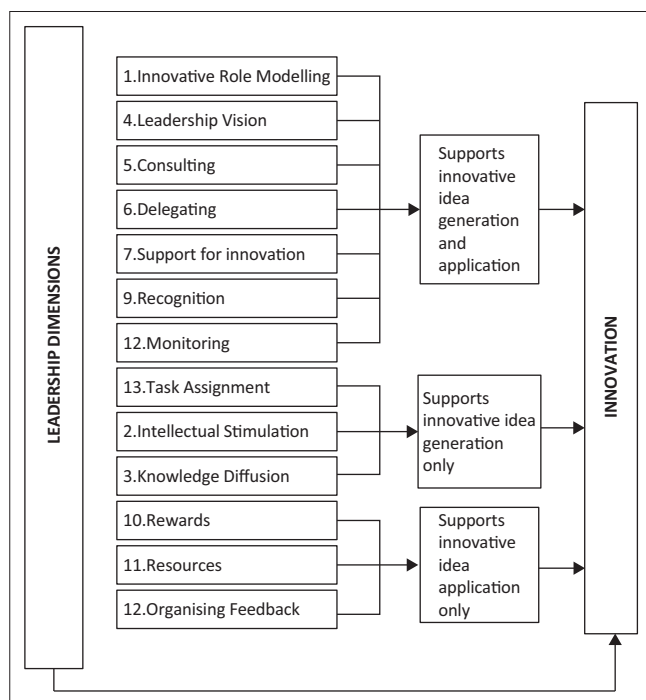 LEADERSHIP DIMENSIONS
1.Innovative Role Modelling
4.Leadership Vision
5.Consulting
6.Delegating
7.Support for innovation
9.Recognition
12.Monitoring
13.Task Assignment
2.Intellectual Stimulation
3.Knowledge Diffusion
10.Rewards
11.Resources
12.Organising Feedback
Supports
innovative
idea
generation
and
application
Supports
innovative idea
generation
only
Supports
innovative
idea
application
only
INNOVATION